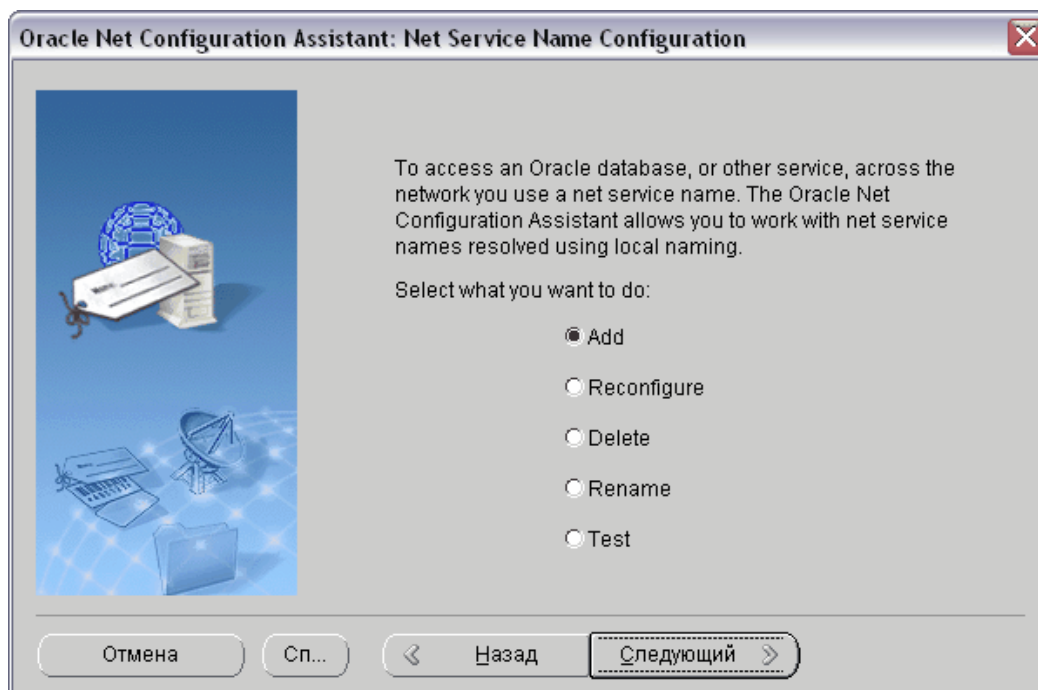 Oracle Net Configuration Assistant: Net Service Name Configuration
To access an Oracle database, or other service, across the
network you use a net service name. The Oracle Net
Configuration Assistant allows you to work with net service
names resolved using local naming.
Select what you want to do:
Add
Reconfigure
Delete
Rename
Test
Отмена
Сп...
Назад
Следующий